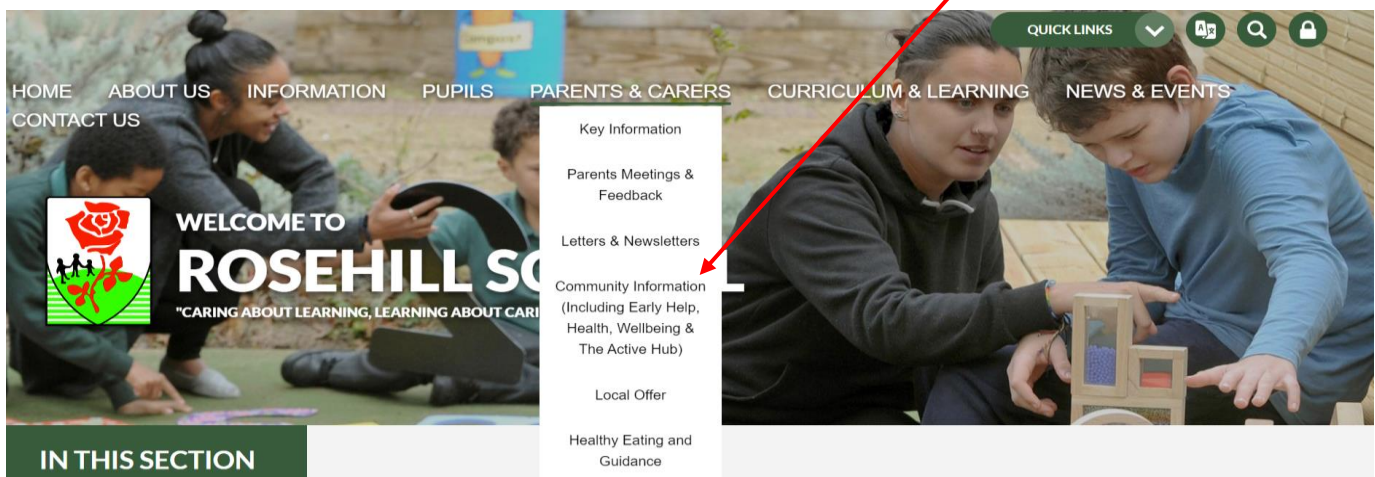 QUICK LINKS
HOME ABOUT US INFORMATION PUPILS PARENTS & CARERS CURRICULUM & LEARNING NEWS & EVENTS
CONTACT US
Key Information
Parents Meetings &
Feedback
Letters & Newsletters
Community Information
(Including Early Help,
Health, Wellbeing &
The Active Hub)
Local Offer
Healthy Eating and
Guidance
WELCOME TO
ROSEHILL
"CARING ABOUT LEARNING, LEARNING ABOUT
IN THIS SECTION